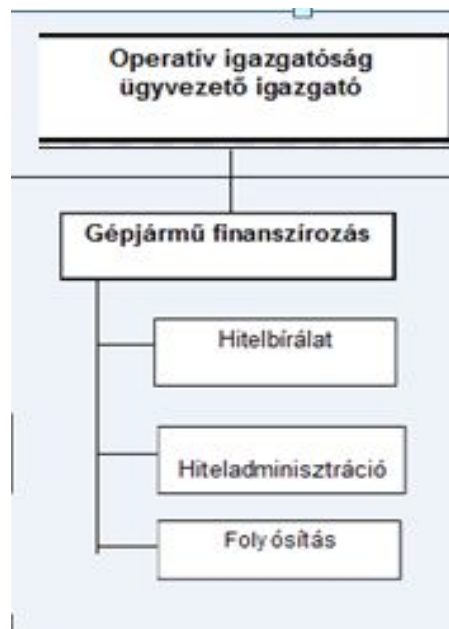 Operatív igazgatóság
ügyvezető igazgató
Gépjármű finanszírozás
Hitelbírálat
Hiteladminisztráció
Folyósítás